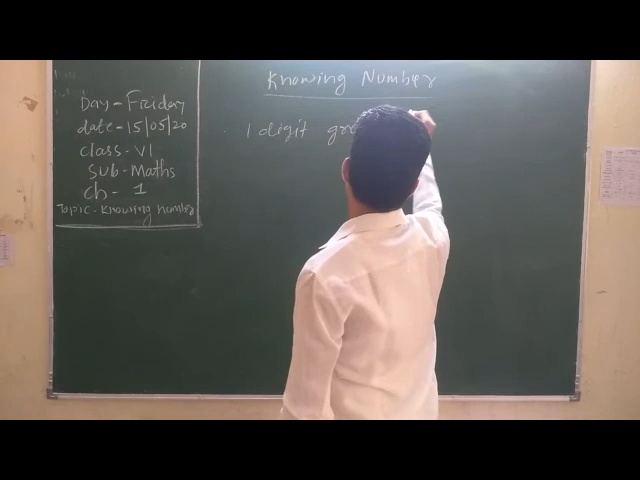 Day - Friday
date - 15/05/20
Class - VI
Sub - Maths
Ch - 1
Topic - Knowing number
Knowing Number
1 digit gre